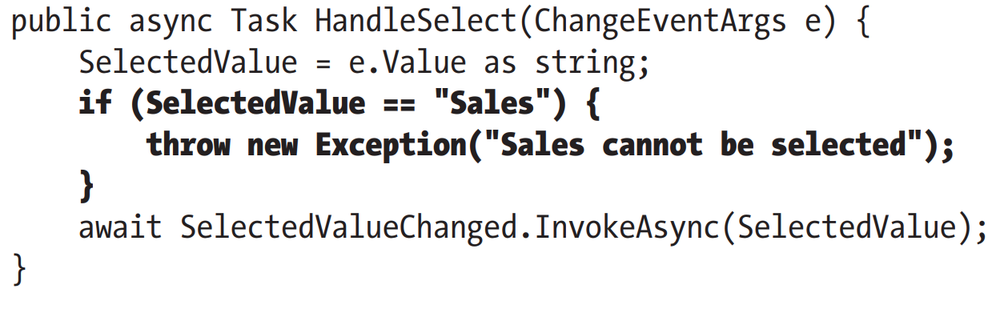 public async Task HandleSelect(ChangeEventArgs e) {
    SelectedValue = e.Value as string;
    if (SelectedValue == "Sales") {
        throw new Exception("Sales cannot be selected");
    }
    await SelectedValueChanged.InvokeAsync(SelectedValue);
}